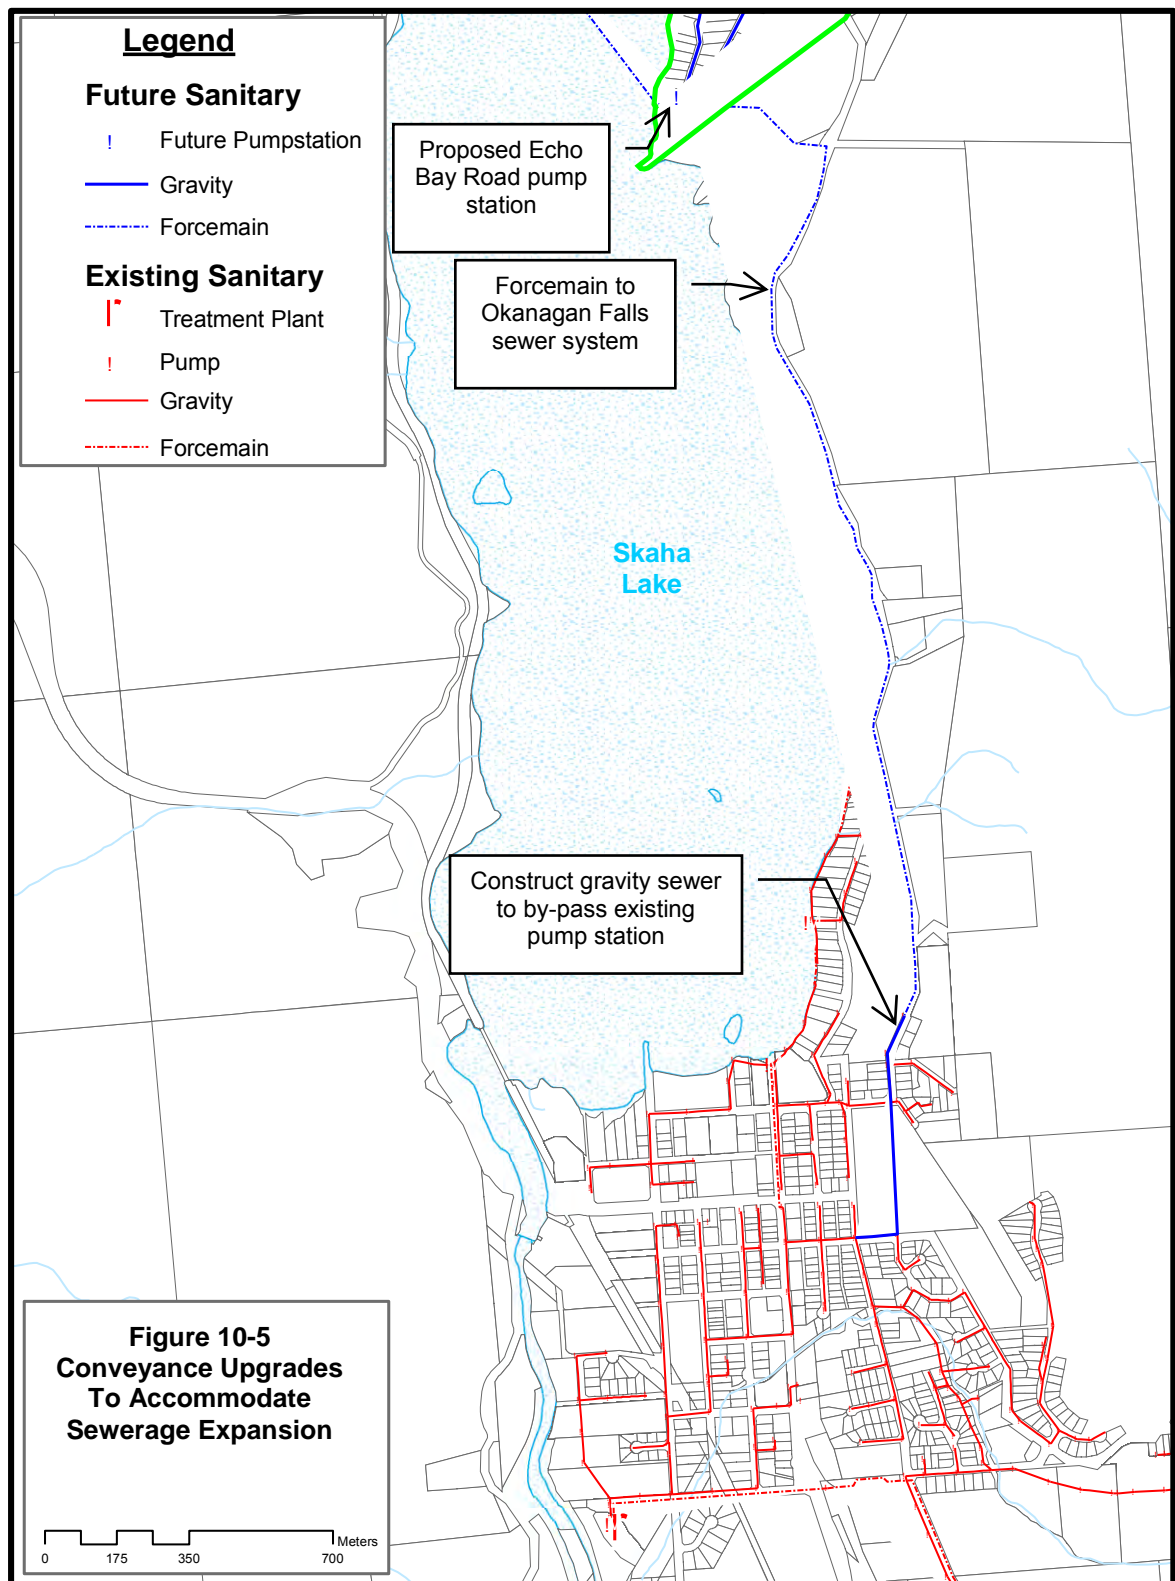 Legend
Future Sanitary
! Future Pumpstation
Gravity
Forcemain
Existing Sanitary
Treatment Plant
! Pump
Gravity
Forcemain
!
Proposed Echo
Bay Road pump
station
Forcemain to
Okanagan Falls
sewer system
Skaha
Lake
Construct gravity sewer
to by-pass existing
pump station
!
Figure 10-5
Conveyance Upgrades
To Accommodate
Sewerage Expansion
Meters
0 175 350 700
!